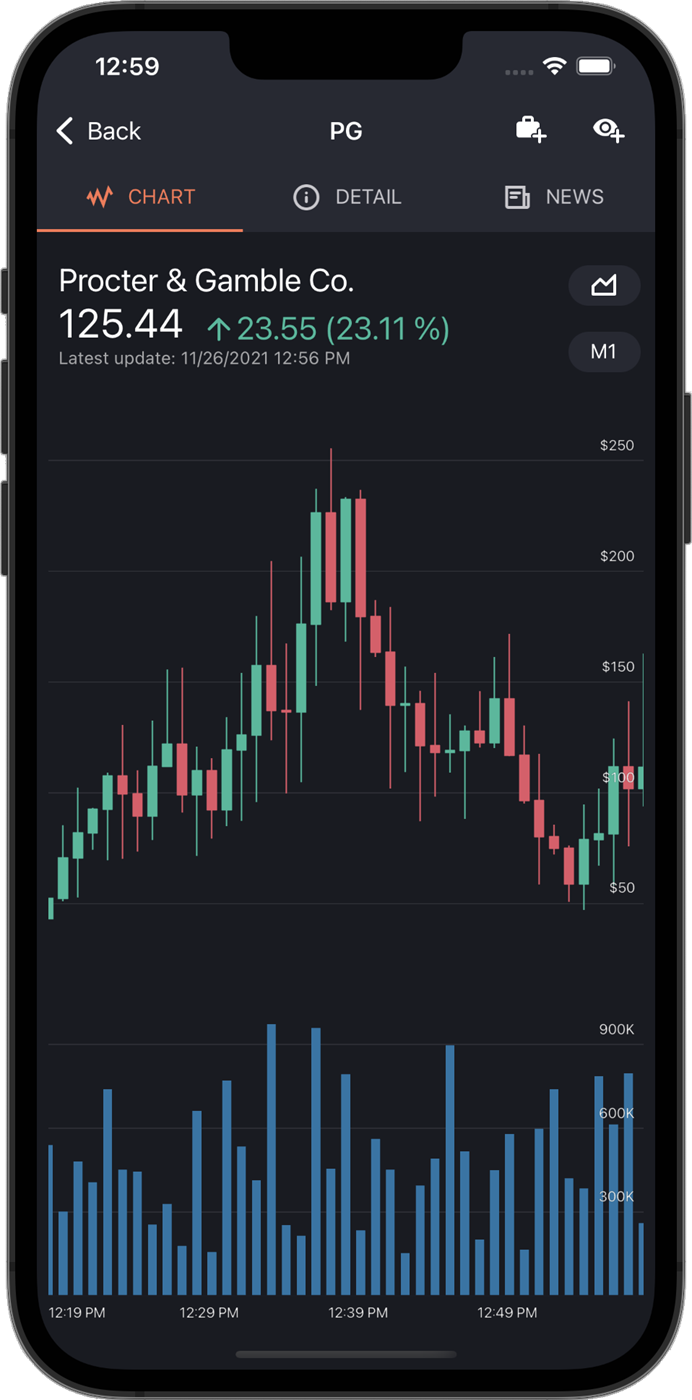 12:59
Back PG
CHART DETAIL NEWS
Procter & Gamble Co.
125.44 ↑23.55 (23.11 %)
Latest update: 11/26/2021 12:56 PM
M1
$250
$200
$150
$100
$50
900K
600K
300K
12:19 PM 12:29 PM 12:39 PM 12:49 PM